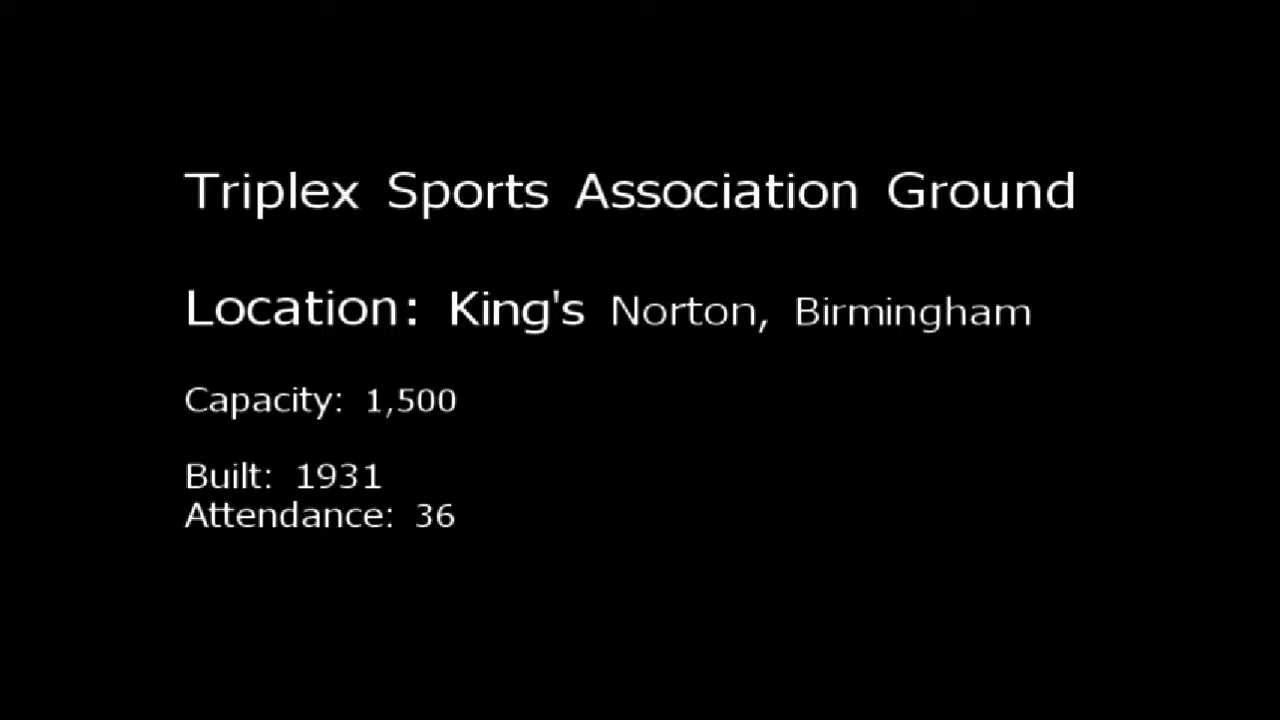 Triplex Sports Association Ground
Location: King's Norton, Birmingham
Capacity: 1,500
Built: 1931
Attendance: 36